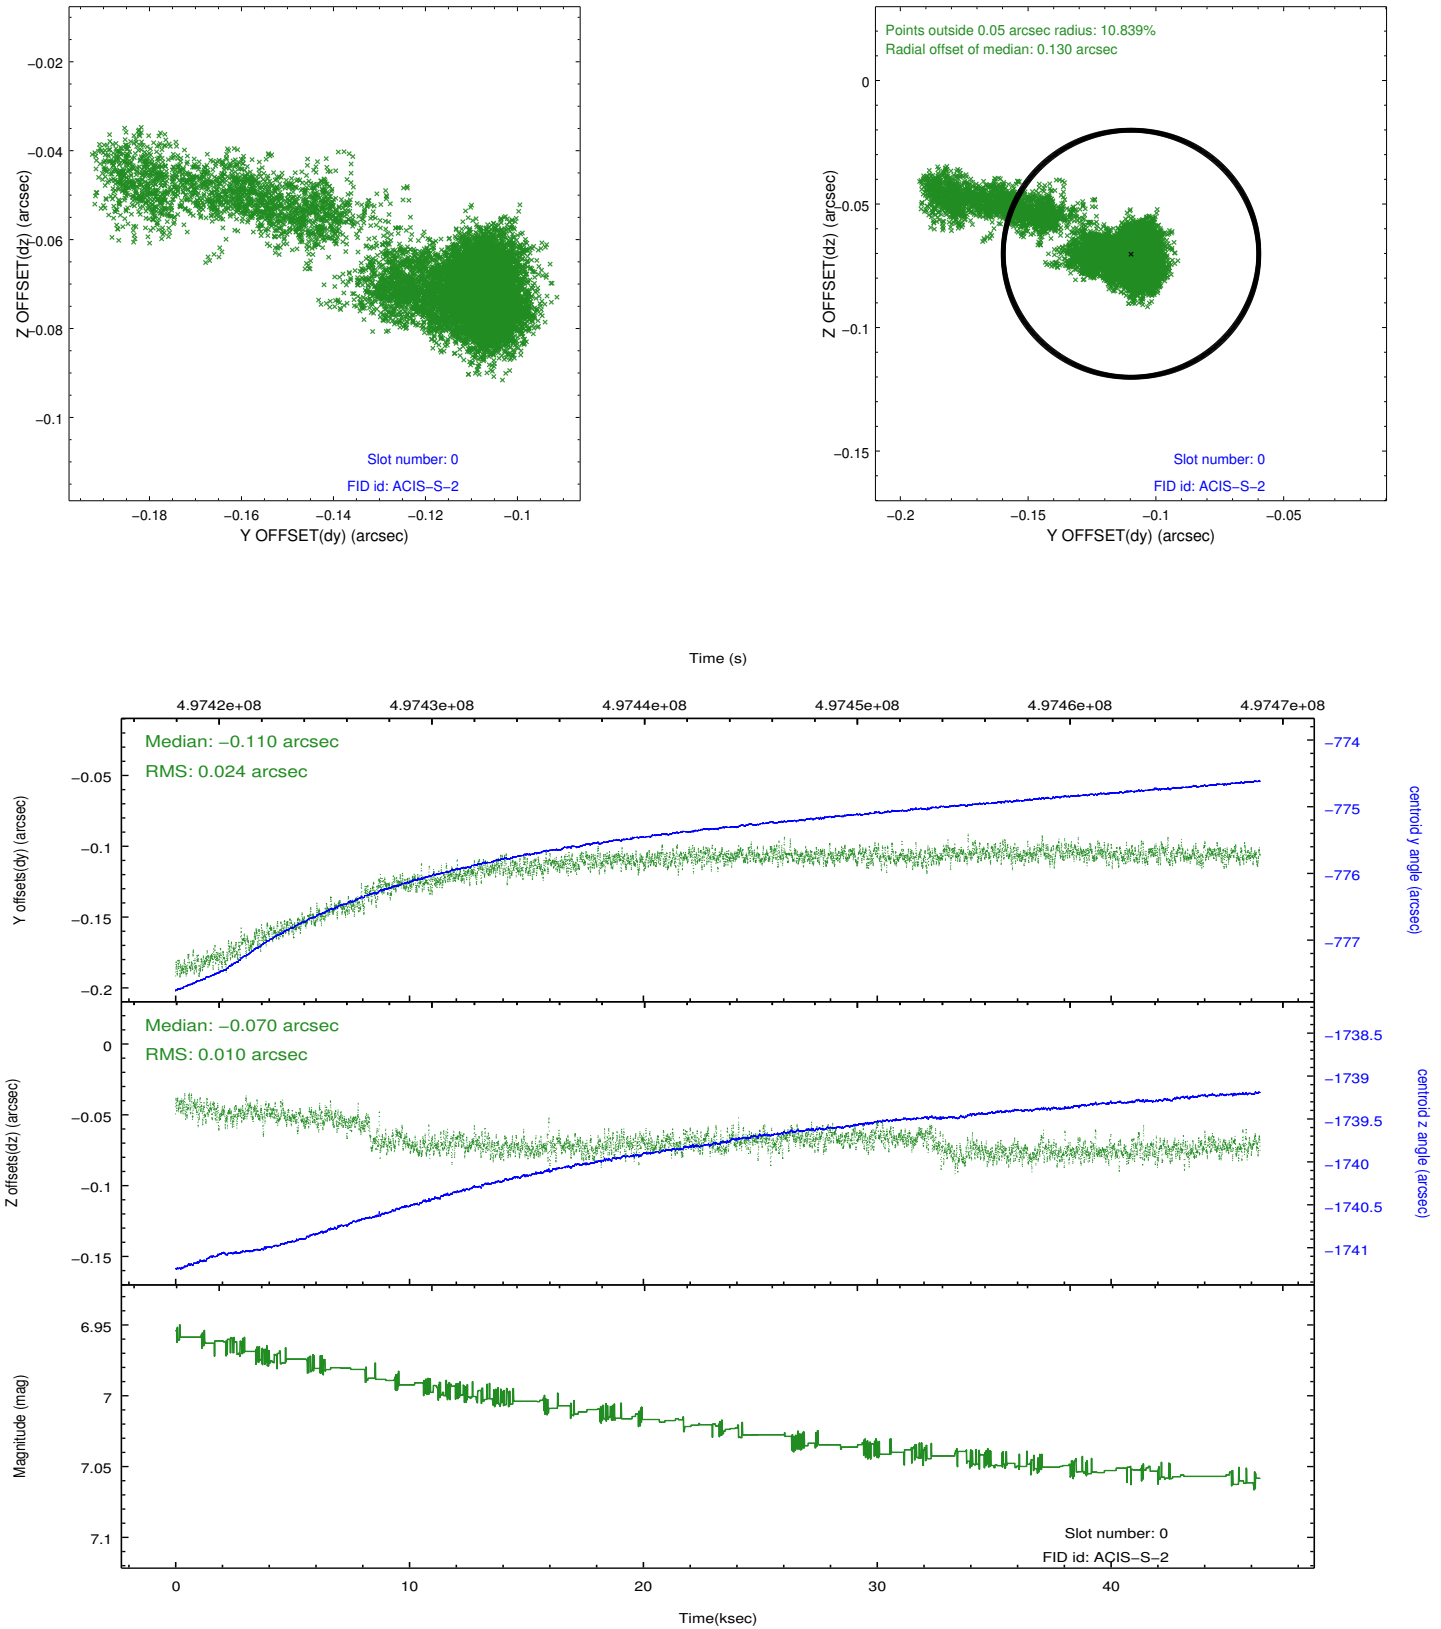 Points outside 0.05 arcsec radius: 10.839%
Radial offset of median: 0.130 arcsec
−0.02
−0.04
−0.06
−0.08
−0.1
Z OFFSET(dz) (arcsec)
Slot number: 0
FID id: ACIS−S−2
−0.18
−0.16
−0.14
−0.12
−0.1
Y OFFSET(dy) (arcsec)
0
−0.05
−0.1
−0.15
Z OFFSET(dz) (arcsec)
Slot number: 0
FID id: ACIS−S−2
−0.2
−0.15
−0.1
−0.05
Y OFFSET(dy) (arcsec)
Time (s)
4.9742e+08
4.9743e+08
4.9744e+08
4.9745e+08
4.9746e+08
4.9747e+08
Median: −0.110 arcsec
RMS: 0.024 arcsec
−0.05
−0.1
−0.15
−0.2
Y offsets(dy) (arcsec)
−774
−775
−776
−777
centroid y angle (arcsec)
Median: −0.070 arcsec
RMS: 0.010 arcsec
0
−0.05
−0.1
−0.15
Z offsets(dz) (arcsec)
−1738.5
−1739
−1739.5
−1740
−1740.5
−1741
centroid z angle (arcsec)
6.95
7
7.05
7.1
Magnitude (mag)
Slot number: 0
FID id: ACIS−S−2
0
10
20
30
40
Time(ksec)